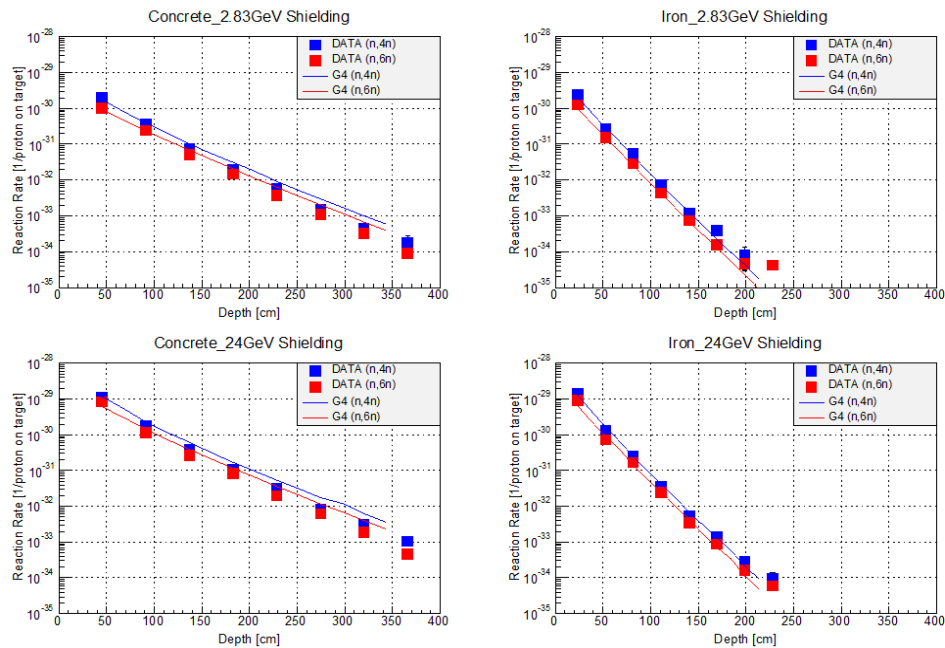 Concrete_2.83GeV Shielding
Reaction Rate [1/proton on target]
10-28
10-29
10-30
10-31
10-32
10-33
10-34
10-35
DATA (n,4n)
DATA (n,6n)
G4 (n,4n)
G4 (n,6n)
0 50 100 150 200 250 300 350 400
Depth [cm]
Iron_2.83GeV Shielding
Reaction Rate [1/proton on target]
10-28
10-29
10-30
10-31
10-32
10-33
10-34
10-35
DATA (n,4n)
DATA (n,6n)
G4 (n,4n)
G4 (n,6n)
0 50 100 150 200 250 300 350 400
Depth [cm]
Concrete_24GeV Shielding
Reaction Rate [1/proton on target]
10-28
10-29
10-30
10-31
10-32
10-33
10-34
10-35
DATA (n,4n)
DATA (n,6n)
G4 (n,4n)
G4 (n,6n)
0 50 100 150 200 250 300 350 400
Depth [cm]
Iron_24GeV Shielding
Reaction Rate [1/proton on target]
10-28
10-29
10-30
10-31
10-32
10-33
10-34
10-35
DATA (n,4n)
DATA (n,6n)
G4 (n,4n)
G4 (n,6n)
0 50 100 150 200 250 300 350 400
Depth [cm]